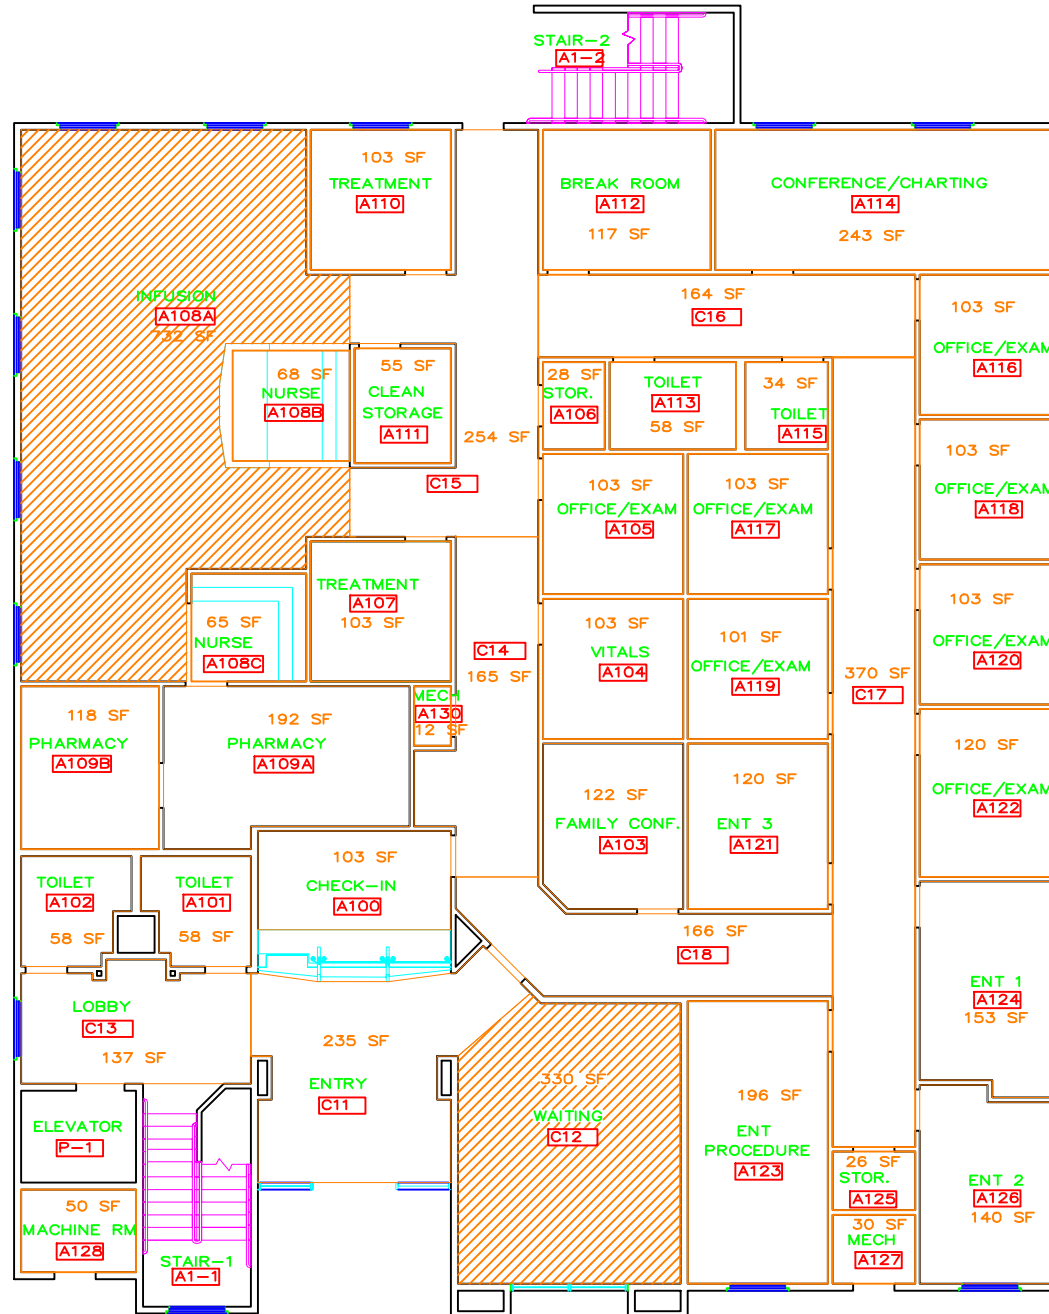 STAIR-2
A1-2
103 SF
TREATMENT
A110
BREAK ROOM
A112
117 SF
CONFERENCE/CHARTING
A114
243 SF
INFUSION
A108A
732 SF
164 SF
C16
103 SF
OFFICE/EXAM
A116
68 SF
NURSE
A108B
55 SF
CLEAN
STORAGE
A111
28 SF
STOR.
A106
TOILET
A113
58 SF
34 SF
TOILET
A115
254 SF
C15
103 SF
OFFICE/EXAM
A105
103 SF
OFFICE/EXAM
A117
103 SF
OFFICE/EXAM
A118
TREATMENT
A107
103 SF
65 SF
NURSE
A108C
C14
165 SF
103 SF
VITALS
A104
101 SF
OFFICE/EXAM
A119
370 SF
C17
103 SF
OFFICE/EXAM
A120
118 SF
PHARMACY
A109B
192 SF
PHARMACY
A109A
MECH
A130
12 SF
122 SF
FAMILY CONF.
A103
120 SF
ENT 3
A121
120 SF
OFFICE/EXAM
A122
TOILET
A102
58 SF
TOILET
A101
58 SF
103 SF
CHECK-IN
A100
166 SF
C18
LOBBY
C13
137 SF
235 SF
ENTRY
C11
330 SF
WAITING
C12
196 SF
ENT
PROCEDURE
A123
ENT 1
A124
153 SF
ELEVATOR
P-1
50 SF
MACHINE RM
A128
STAIR-1
A1-1
26 SF
STOR.
A125
30 SF
MECH
A127
ENT 2
A126
140 SF